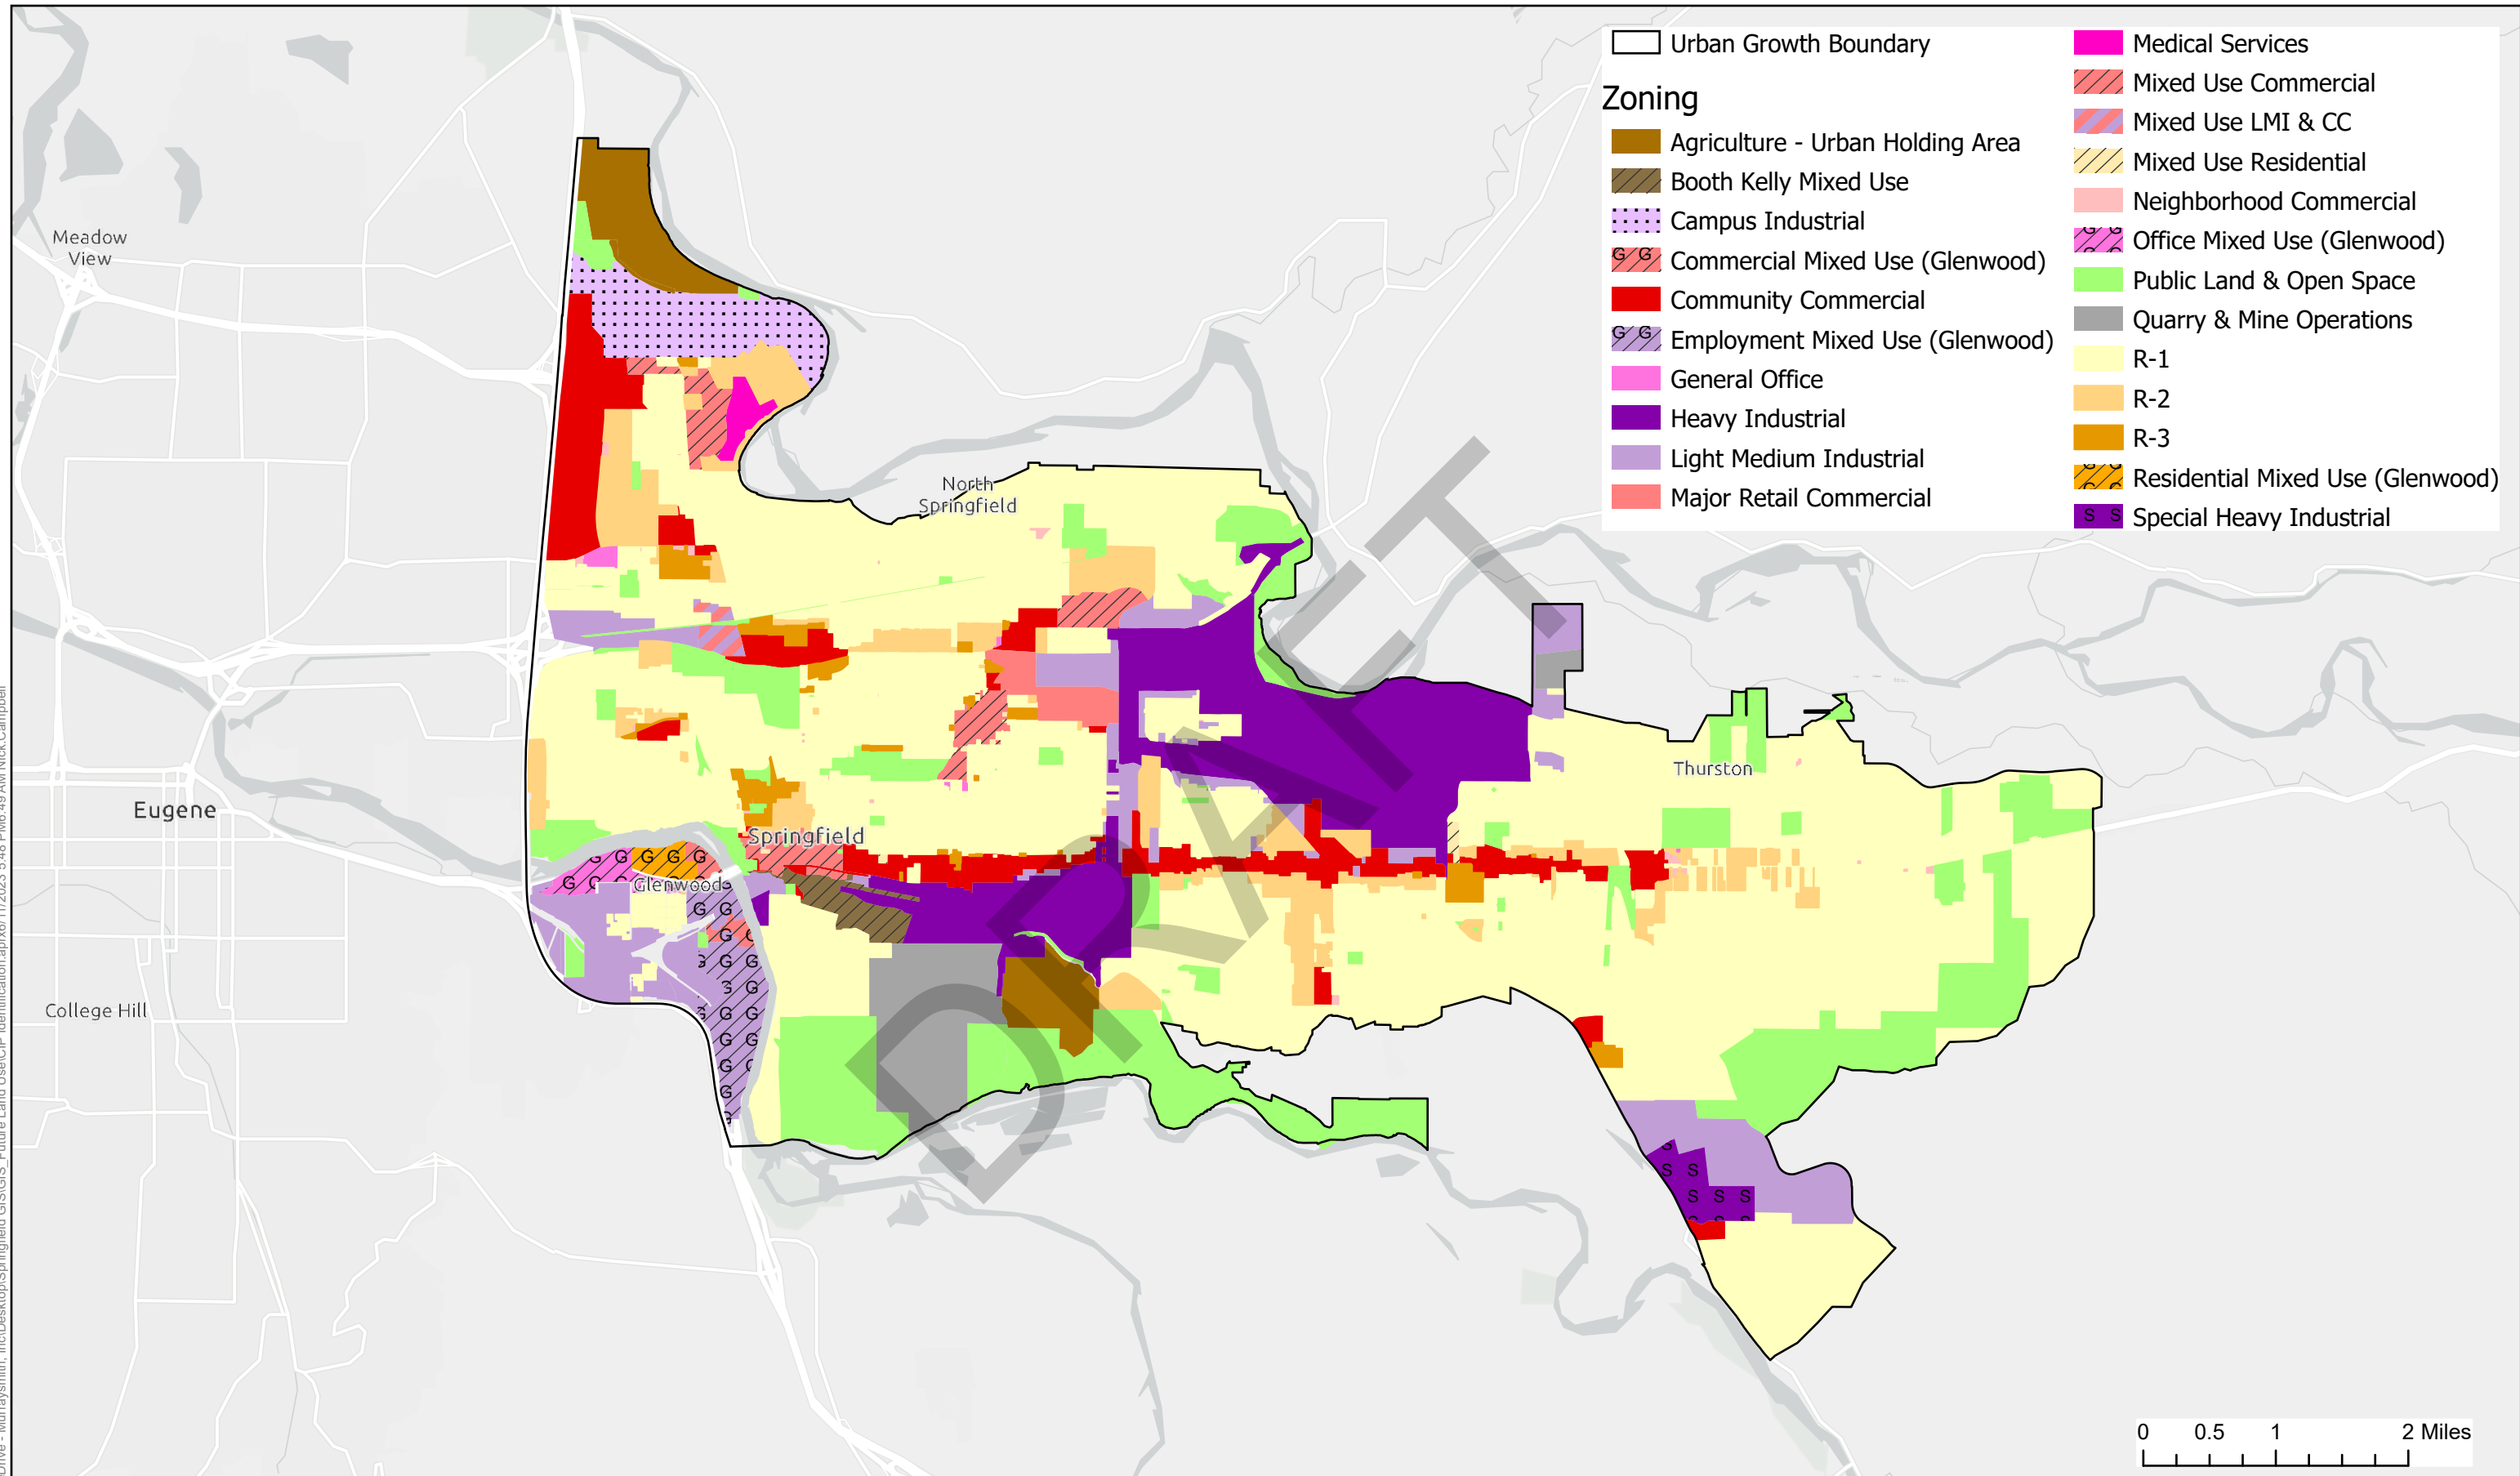 Urban Growth Boundary
Zoning
Agriculture - Urban Holding Area
Booth Kelly Mixed Use
Campus Industrial
G G Commercial Mixed Use (Glenwood)
Community Commercial
G G Employment Mixed Use (Glenwood)
General Office
Heavy Industrial
Light Medium Industrial
Major Retail Commercial
Medical Services
Mixed Use Commercial
Mixed Use LMI & CC
Mixed Use Residential
Neighborhood Commercial
G G Office Mixed Use (Glenwood)
Public Land & Open Space
Quarry & Mine Operations
R-1
R-2
R-3
G G Residential Mixed Use (Glenwood)
S S Special Heavy Industrial
Meadow
View
North
Springfield
Thurston
Eugene
Springfield
Glenwood
College Hill
DRAFT
0 0.5 1 2 Miles